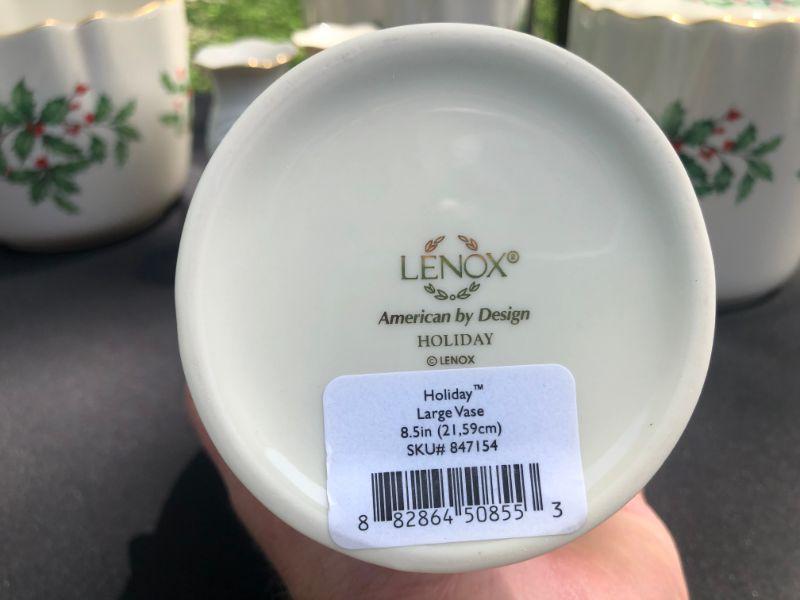 LENOX®
American by Design
HOLIDAY
© LENOX
Holiday™
Large Vase
8.5in (21,59cm)
SKU# 847154
8 82864 50855 3